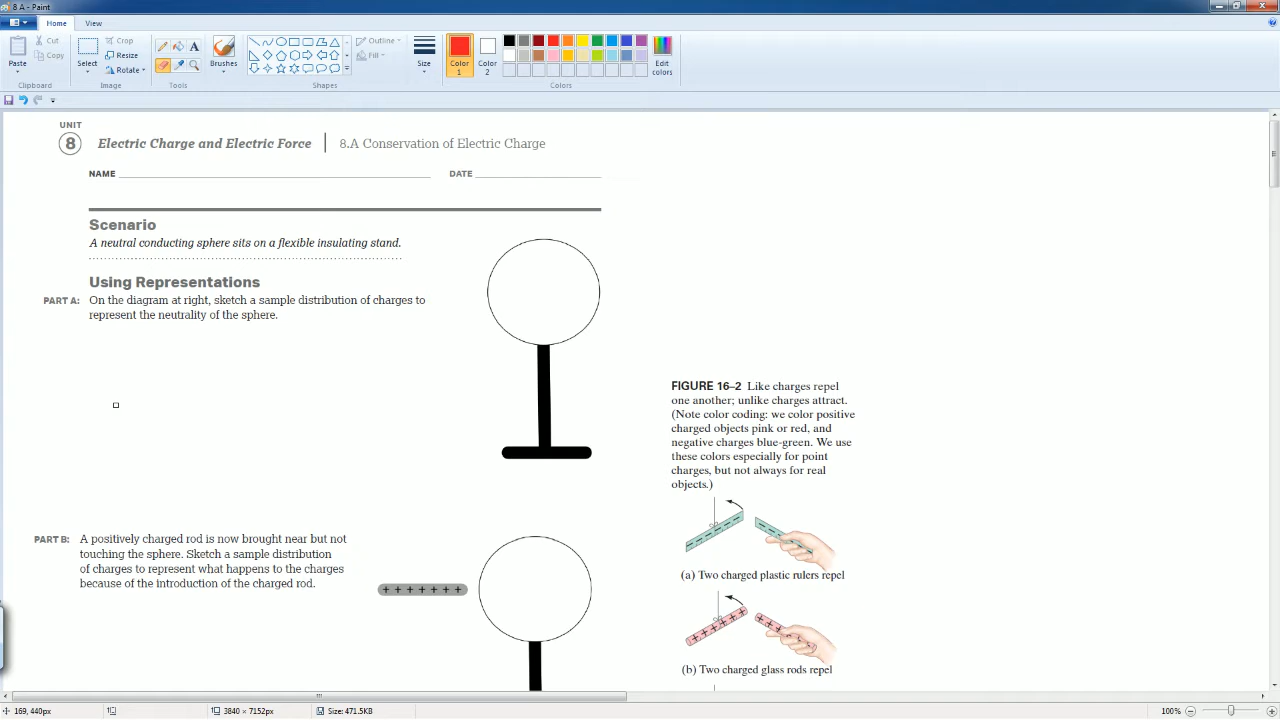 8 A - Paint
Home
View
Paste
Cut
Copy
Clipboard
Select
Crop
Resize
Rotate
Image
A
Tools
Brushes
Outline
Fill
Shapes
Size
Color 1
Color 2
Edit colors
Colors
UNIT
8
Electric Charge and Electric Force | 8.A Conservation of Electric Charge
NAME DATE
Scenario
A neutral conducting sphere sits on a flexible insulating stand.
Using Representations
PART A: On the diagram at right, sketch a sample distribution of charges to
represent the neutrality of the sphere.
PART B: A positively charged rod is now brought near but not
touching the sphere. Sketch a sample distribution
of charges to represent what happens to the charges
because of the introduction of the charged rod.
+ + + + + + +
FIGURE 16–2 Like charges repel
one another; unlike charges attract.
(Note color coding: we color positive
charged objects pink or red, and
negative charges blue-green. We use
these colors especially for point
charges, but not always for real
objects.)
(a) Two charged plastic rulers repel
(b) Two charged glass rods repel
169, 440px
3840 × 7152px
Size: 471.5KB
100%